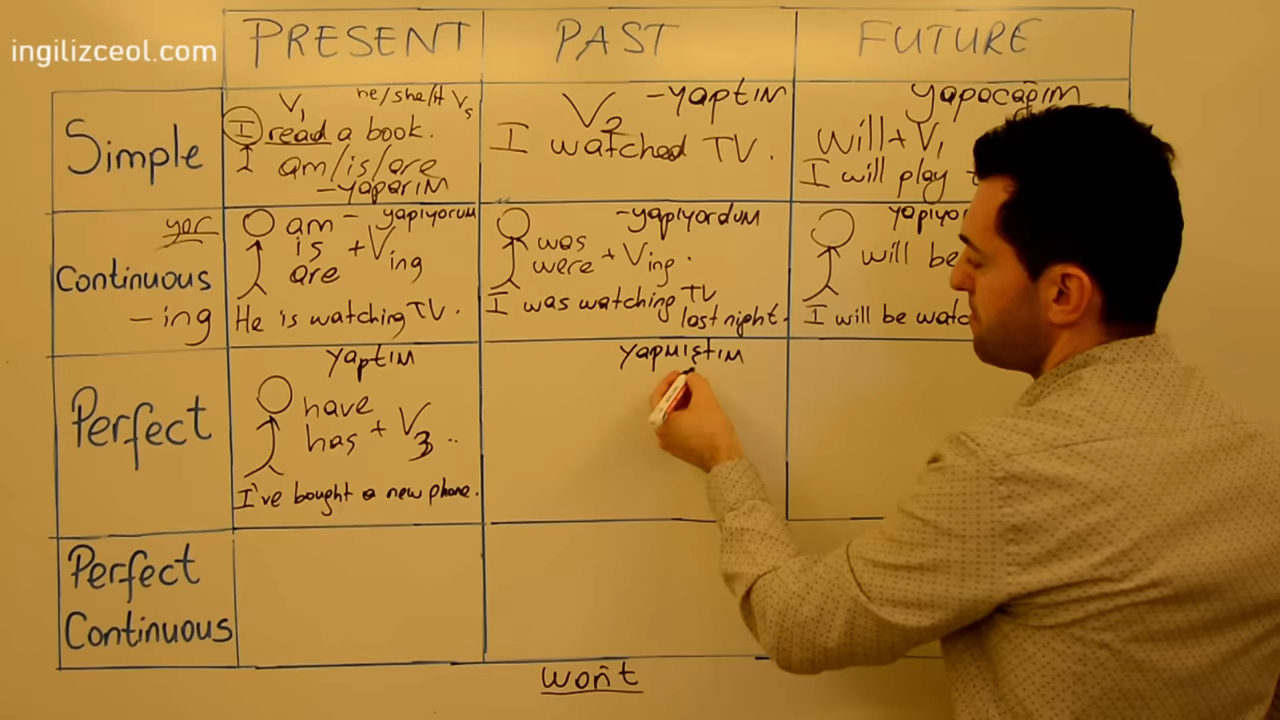 ingilizceol.com
PRESENT PAST FUTURE
Simple
V1 he/she/it Vs
I read a book.
I am/is/are
-yaparım
V2 -yaptım
I watched TV.
yapacağım
will + V1
I will play
yor
Continuous
-ing
am - yapıyorum
is + Ving
are
He is watching TV.
-yapıyordum
was
were + Ving.
I was watching TV
last night.
will be
I will be
Perfect
yaptım
have
has + V3 ..
I've bought a new phone.
yapmıştım
Perfect
Continuous
won't